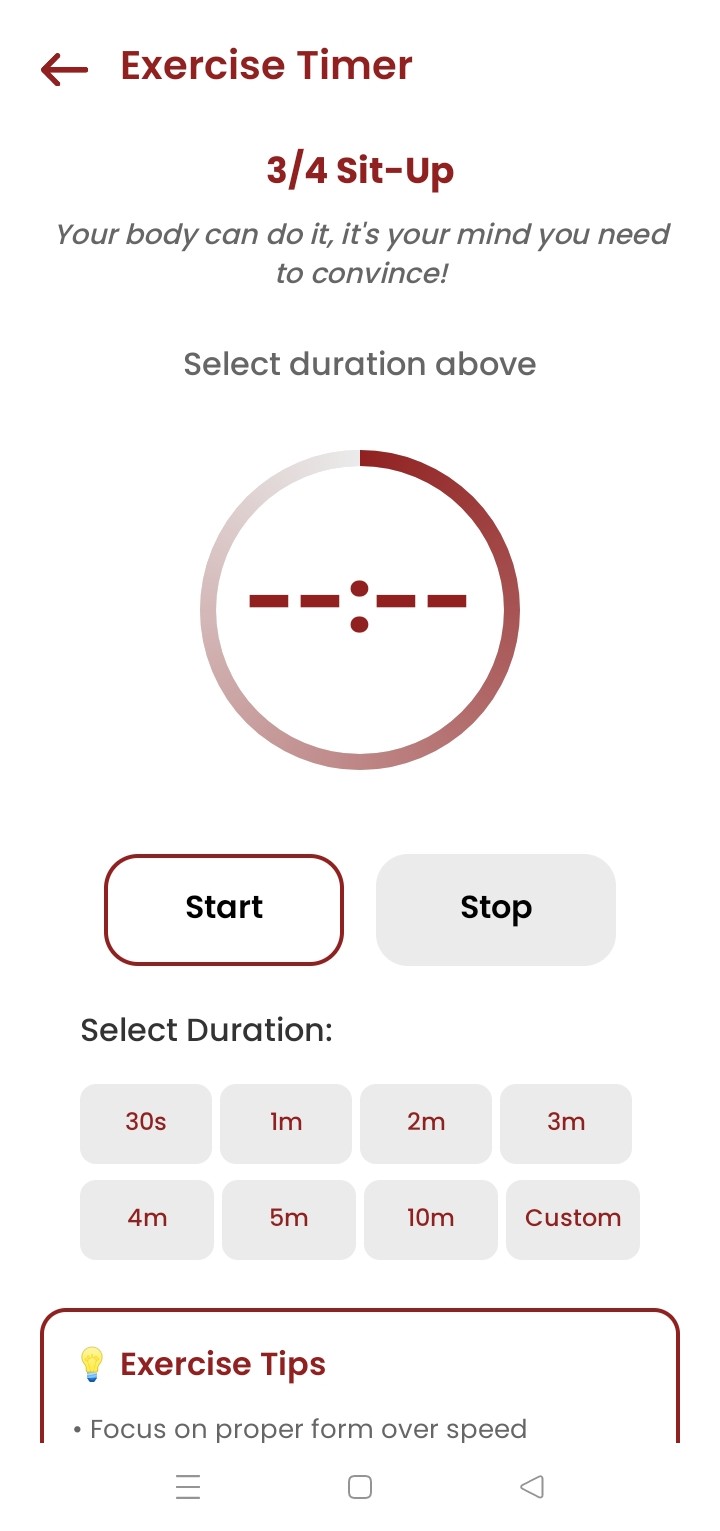 Exercise Timer
3/4 Sit-Up
Your body can do it, it's your mind you need
to convince!
Select duration above
--:--
Start Stop
Select Duration:
30s 1m 2m 3m
4m 5m 10m Custom
Exercise Tips
• Focus on proper form over speed